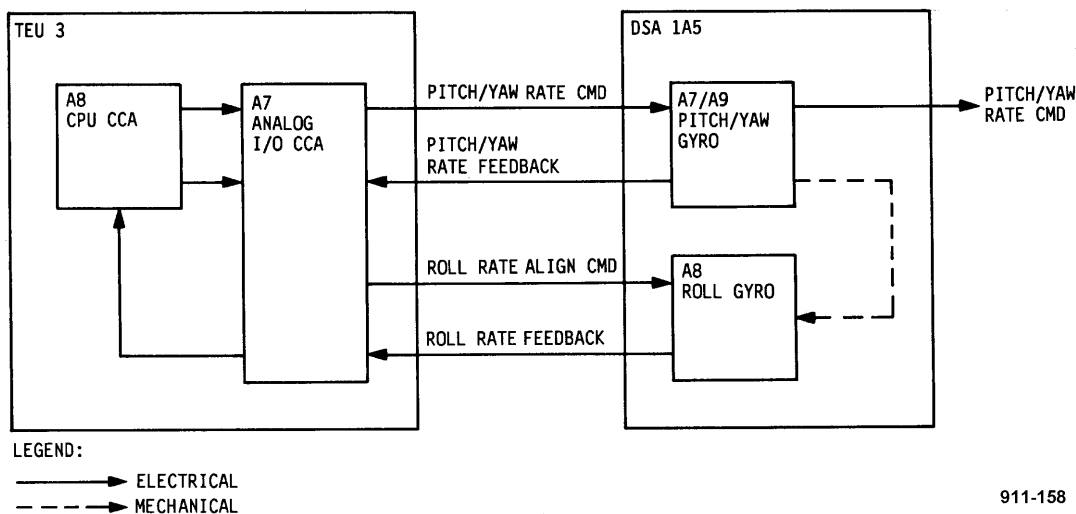 TEU 3
DSA 1A5
A8
CPU CCA
A7
ANALOG
I/O CCA
PITCH/YAW RATE CMD
PITCH/YAW
RATE FEEDBACK
ROLL RATE ALIGN CMD
ROLL RATE FEEDBACK
A7/A9
PITCH/YAW
GYRO
A8
ROLL GYRO
PITCH/YAW
RATE CMD
LEGEND:
ELECTRICAL
MECHANICAL
911-158